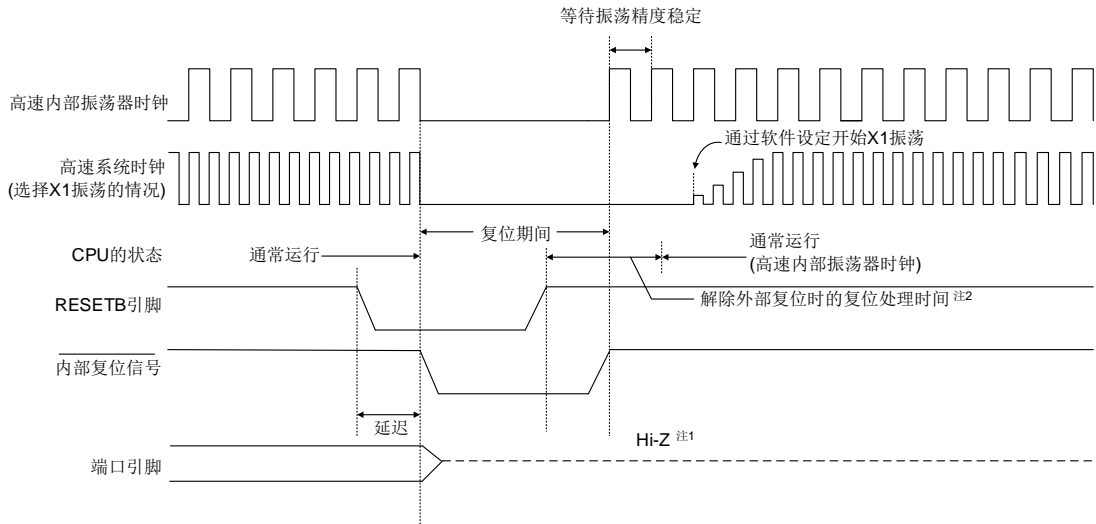 等待振荡精度稳定
高速内部振荡器时钟
通过软件设定开始X1振荡
高速系统时钟
(选择X1振荡的情况)
复位期间
CPU的状态
通常运行
通常运行
(高速内部振荡器时钟)
RESETB引脚
解除外部复位时的复位处理时间 注2
内部复位信号
延迟
Hi-Z 注1
端口引脚